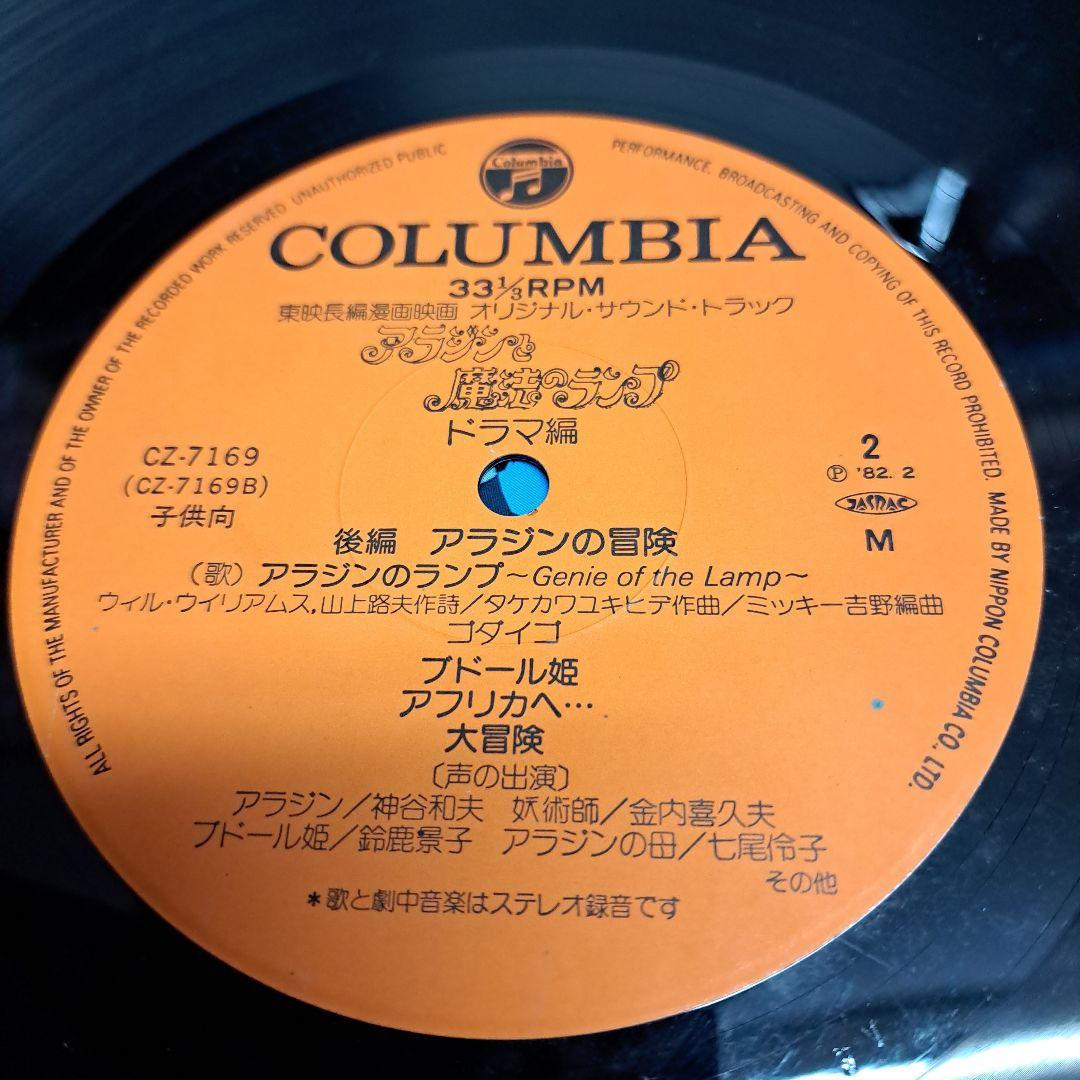 Columbia
ALL RIGHTS OF THE MANUFACTURER AND OF THE OWNER OF THE RECORDED WORK RESERVED. UNAUTHORIZED PUBLIC PERFORMANCE, BROADCASTING AND COPYING OF THIS RECORD PROHIBITED. MADE BY NIPPON COLUMBIA CO., LTD.
COLUMBIA
33 1/3 RPM
東映長編漫画映画 オリジナル・サウンド・トラック
アラジンと
魔法のランプ
ドラマ編
CZ-7169
(CZ-7169B)
子供向
2
Ⓟ '82. 2
JASRAC
M
後編 アラジンの冒険
(歌) アラジンのランプ〜Genie of the Lamp〜
ウィル・ウイリアムス,山上路夫作詩/タケカワユキヒデ作曲/ミッキー吉野編曲
ゴダイゴ
ブドール姫
アフリカへ…
大冒険
〔声の出演〕
アラジン/神谷和夫 妖術師/金内喜久夫
ブドール姫/鈴鹿景子 アラジンの母/七尾伶子
その他
*歌と劇中音楽はステレオ録音です